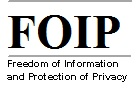 FOIP
Freedom of Information
and Protection of Privacy